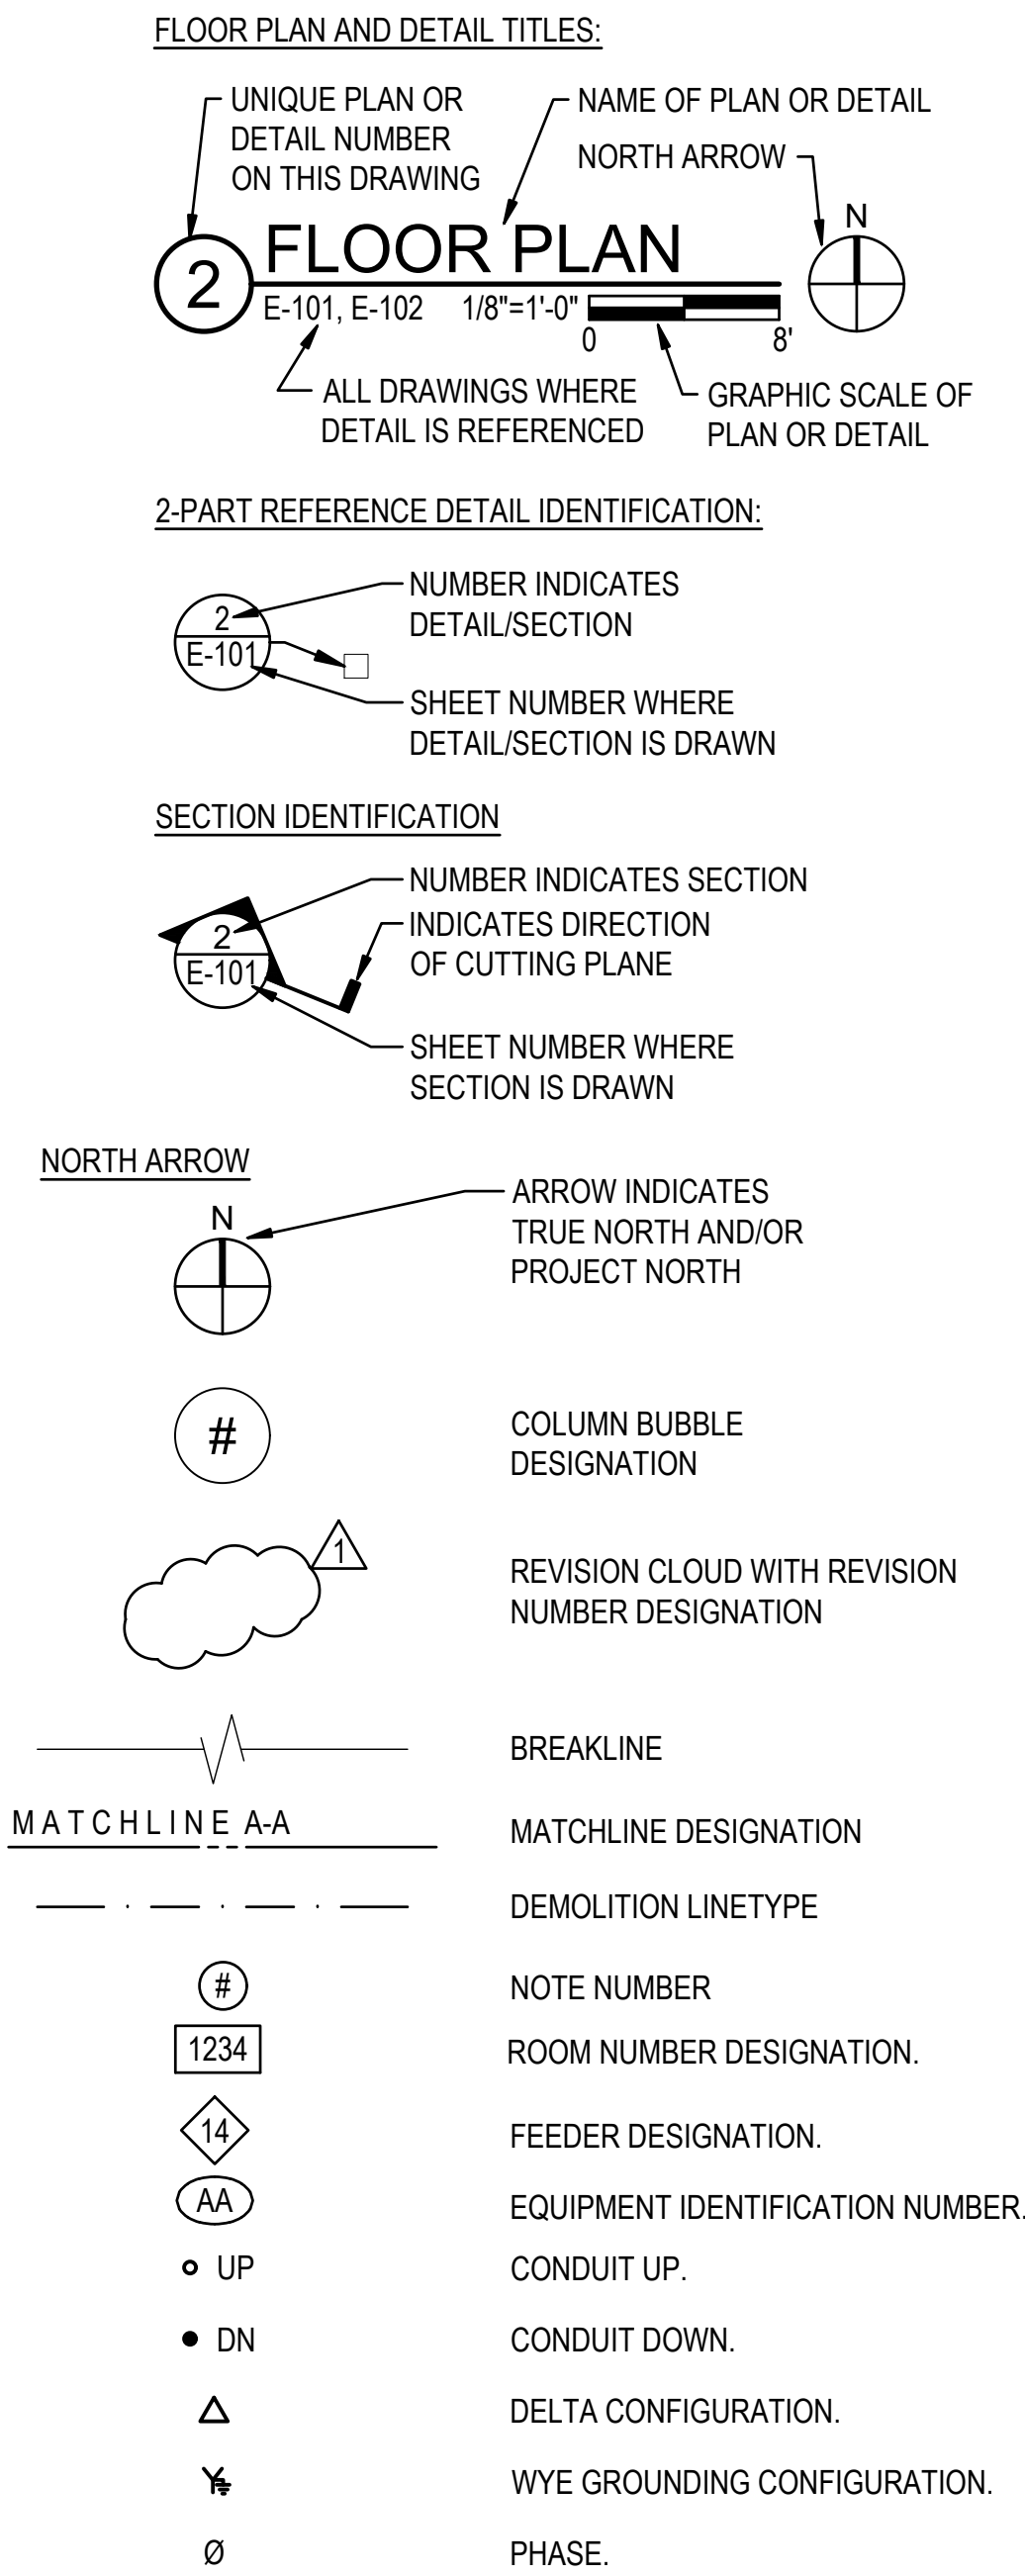 FLOOR PLAN AND DETAIL TITLES:
UNIQUE PLAN OR
DETAIL NUMBER
ON THIS DRAWING
NAME OF PLAN OR DETAIL
NORTH ARROW
N
2
FLOOR PLAN
E-101, E-102 1/8"=1'-0"
0 8'
ALL DRAWINGS WHERE
DETAIL IS REFERENCED
GRAPHIC SCALE OF
PLAN OR DETAIL
2-PART REFERENCE DETAIL IDENTIFICATION:
2
E-101
NUMBER INDICATES
DETAIL/SECTION
SHEET NUMBER WHERE
DETAIL/SECTION IS DRAWN
SECTION IDENTIFICATION
2
E-101
NUMBER INDICATES SECTION
INDICATES DIRECTION
OF CUTTING PLANE
SHEET NUMBER WHERE
SECTION IS DRAWN
NORTH ARROW
N
ARROW INDICATES
TRUE NORTH AND/OR
PROJECT NORTH
#
COLUMN BUBBLE
DESIGNATION
1
REVISION CLOUD WITH REVISION
NUMBER DESIGNATION
BREAKLINE
MATCHLINE A-A
MATCHLINE DESIGNATION
DEMOLITION LINETYPE
# NOTE NUMBER
1234 ROOM NUMBER DESIGNATION.
14 FEEDER DESIGNATION.
AA EQUIPMENT IDENTIFICATION NUMBER.
UP CONDUIT UP.
DN CONDUIT DOWN.
DELTA CONFIGURATION.
WYE GROUNDING CONFIGURATION.
Ø PHASE.